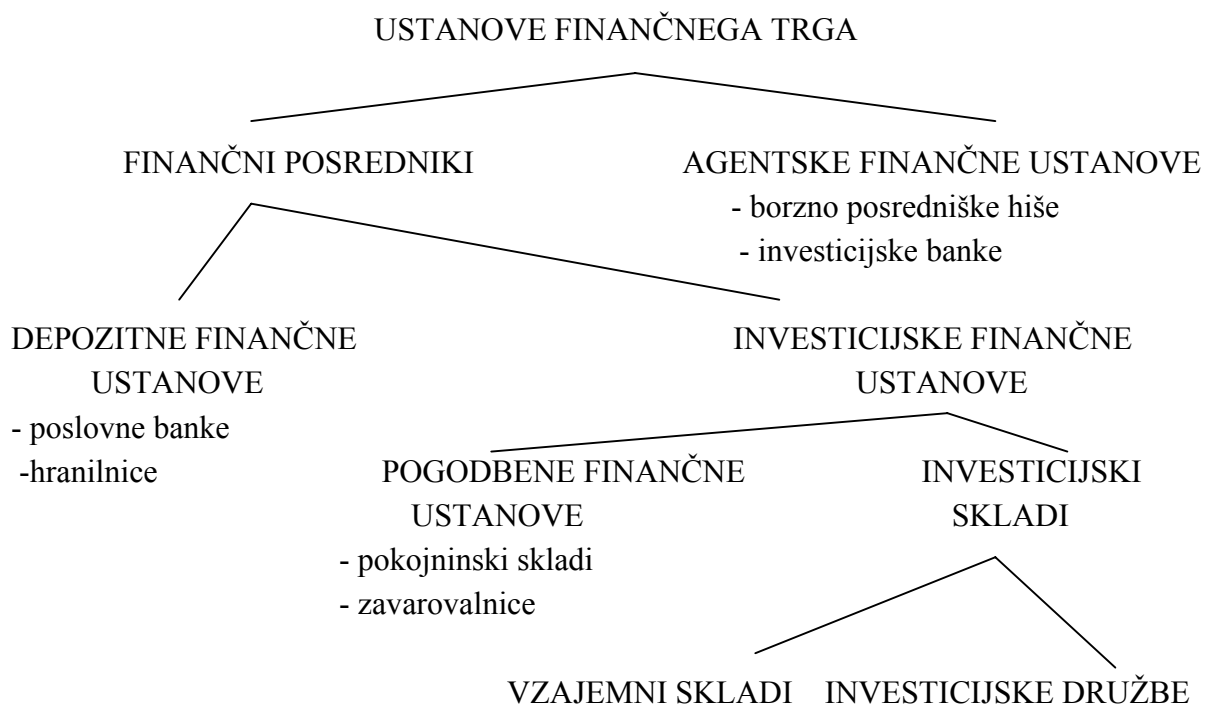 USTANOVE FINANČNEGA TRGA
FINANČNI POSREDNIKI
AGENTSKE FINANČNE USTANOVE
- borzno posredniške hiše
- investicijske banke
DEPOZITNE FINANČNE
USTANOVE
- poslovne banke
-hranilnice
INVESTICIJSKE FINANČNE
USTANOVE
POGODBENE FINANČNE
USTANOVE
- pokojninski skladi
- zavarovalnice
INVESTICIJSKI
SKLADI
VZAJEMNI SKLADI
INVESTICIJSKE DRUŽBE